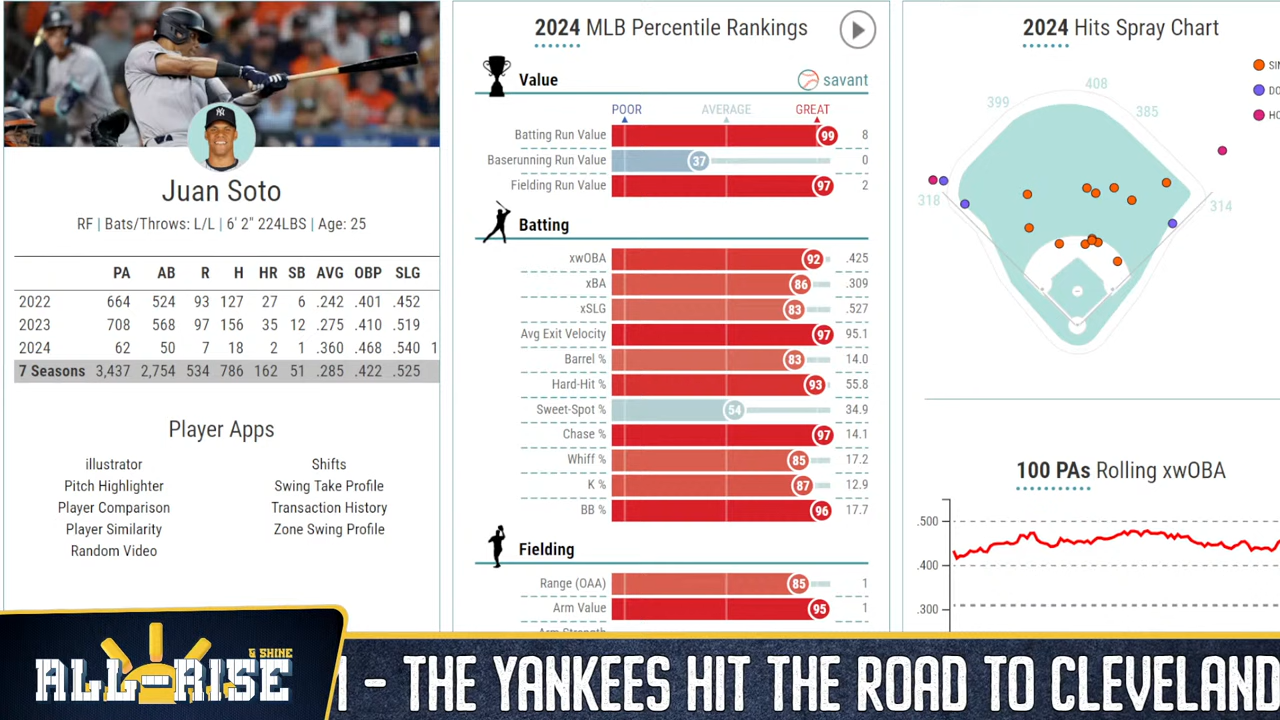 Juan Soto
RF | Bats/Throws: L/L | 6' 2" 224LBS | Age: 25
PA AB R H HR SB AVG OBP SLG
2022 664 524 93 127 27 6 .242 .401 .452
2023 708 568 97 156 35 12 .275 .410 .519
2024 62 50 7 18 2 1 .360 .468 .540 1
7 Seasons 3,437 2,754 534 786 162 51 .285 .422 .525
Player Apps
illustrator
Pitch Highlighter
Player Comparison
Player Similarity
Random Video
Shifts
Swing Take Profile
Transaction History
Zone Swing Profile
2024 MLB Percentile Rankings
Value
savant
POOR AVERAGE GREAT
Batting Run Value 99 8
Baserunning Run Value 37 0
Fielding Run Value 97 2
Batting
xwOBA 92 .425
xBA 86 .309
xSLG 83 .527
Avg Exit Velocity 97 95.1
Barrel % 83 14.0
Hard-Hit % 93 55.8
Sweet-Spot % 54 34.9
Chase % 97 14.1
Whiff % 85 17.2
K % 87 12.9
BB % 96 17.7
Fielding
Range (OAA) 85 1
Arm Value 95 1
2024 Hits Spray Chart
SIN
DO
HO
399
408
385
318
314
100 PAs Rolling xwOBA
.500
.400
.300
ALL-RISE
& SHINE
- THE YANKEES HIT THE ROAD TO CLEVELAND